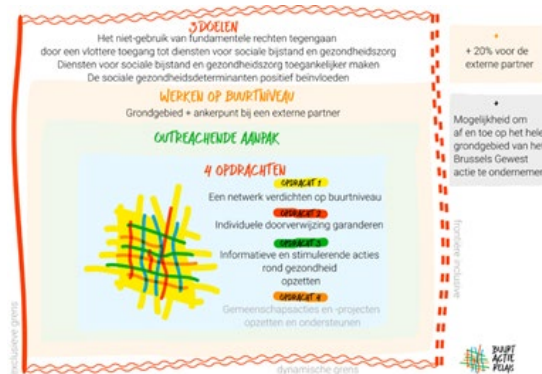 3 DOELEN
Het niet-gebruik van fundamentele rechten tegengaan
door een vlottere toegang tot diensten voor sociale bijstand en gezondheidszorg
Diensten voor sociale bijstand en gezondheidszorg toegankelijker maken
De sociale gezondheidsdeterminanten positief beïnvloeden
WERKEN OP BUURTNIVEAU
Grondgebied + ankerpunt bij een externe partner
OUTREACHENDE AANPAK
4 OPDRACHTEN
OPDRACHT 1
Een netwerk verdichten op buurtniveau
OPDRACHT 2
Individuele doorverwijzing garanderen
OPDRACHT 3
Informatieve en stimulerende acties
rond gezondheid
opzetten
OPDRACHT 4
Gemeenschapsacties en -projecten
opzetten en ondersteunen
+ 20% voor de
externe partner
Mogelijkheid om
af en toe op het hele
grondgebied van het
Brussels Gewest
actie te ondernemen
exclusieve grens
dynamische grens
frontière inclusive
BUURT
ACTIE
RELAIS